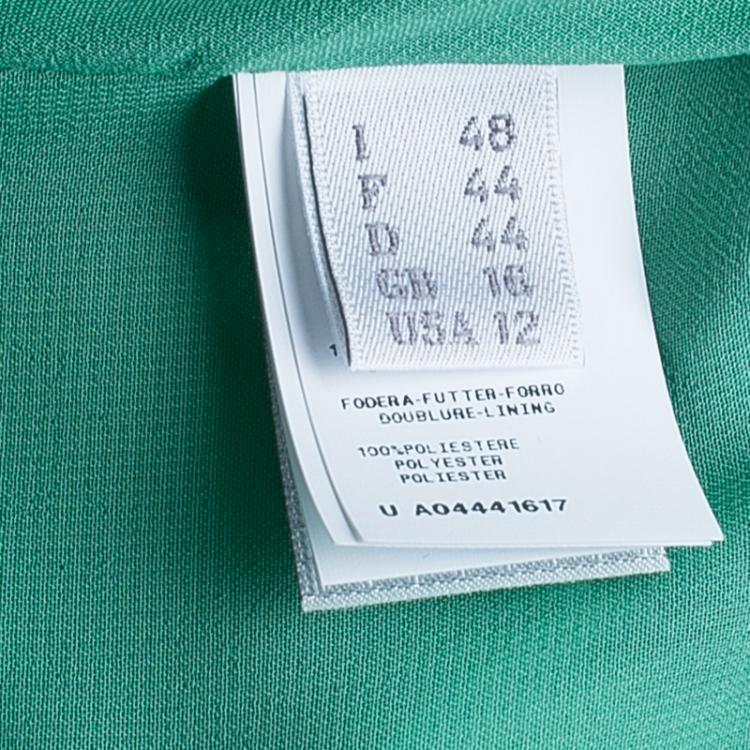 I 48
F 44
D 44
GB 16
USA 12
1
FODERA-FUTTER-FORRO
DOUBLURE-LINING
100%POLIESTERE
POLYESTER
POLIESTER
U A04441617